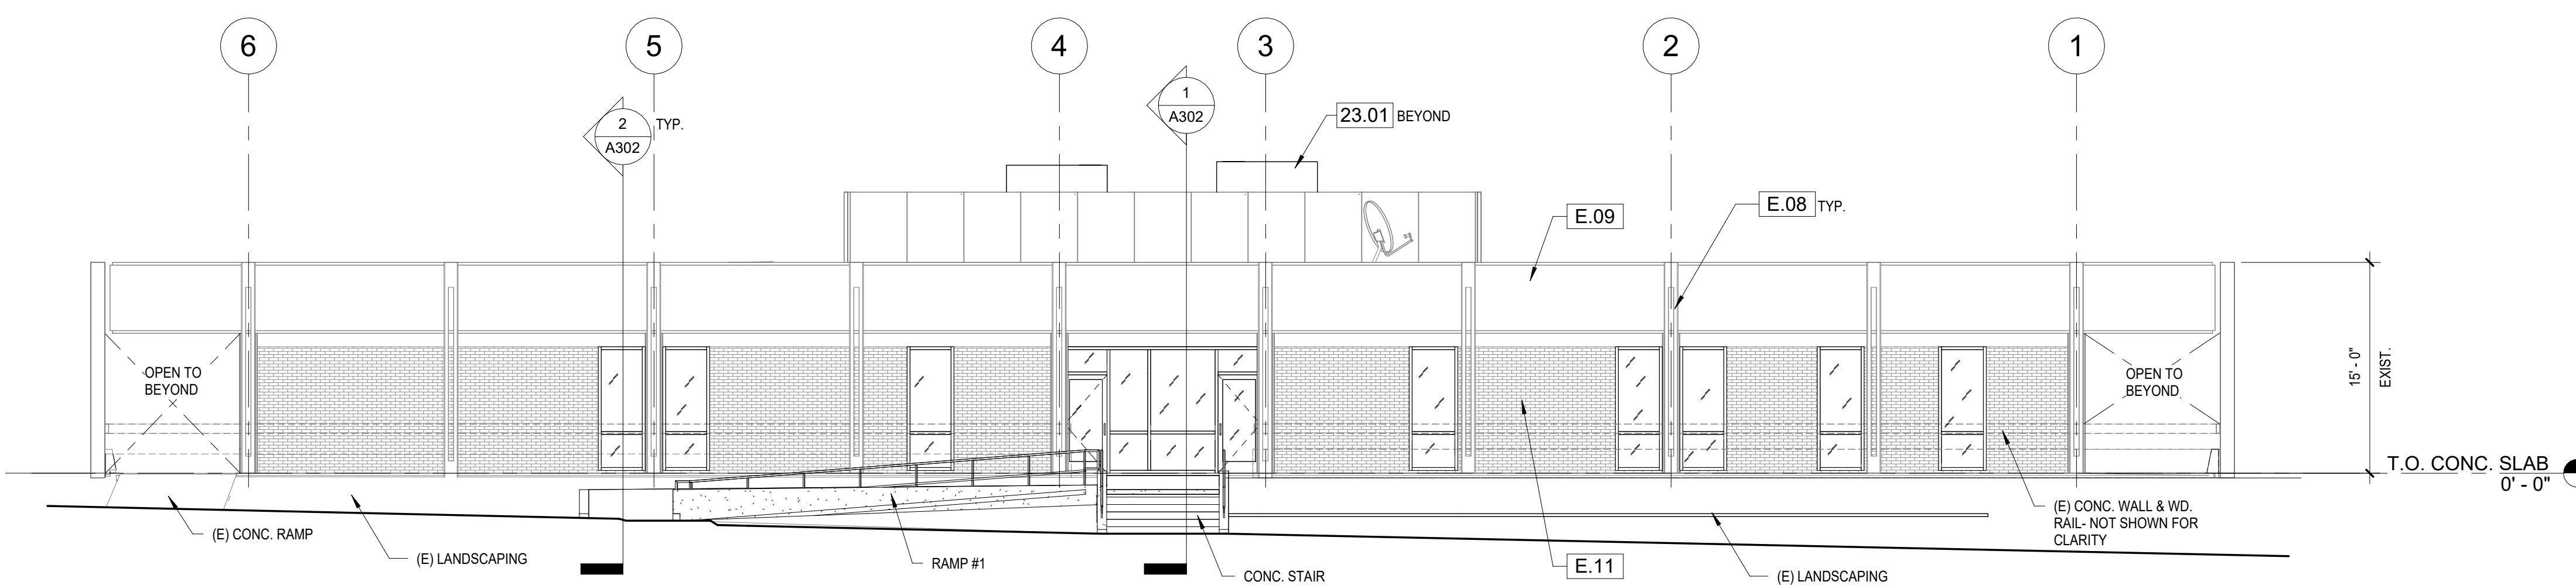 6
5
4
3
2
1
2
A302
TYP.
1
A302
23.01 BEYOND
E.09
E.08 TYP.
OPEN TO
BEYOND
OPEN TO
BEYOND
15' - 0"
EXIST.
T.O. CONC. SLAB
0' - 0"
(E) CONC. RAMP
(E) LANDSCAPING
RAMP #1
CONC. STAIR
E.11
(E) LANDSCAPING
(E) CONC. WALL & WD.
RAIL- NOT SHOWN FOR
CLARITY